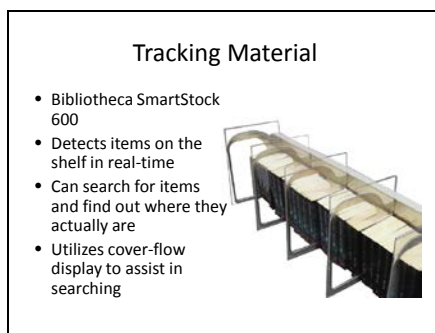 Tracking Material
• Bibliotheca SmartStock
600
• Detects items on the
shelf in real-time
• Can search for items
and find out where they
actually are
• Utilizes cover-flow
display to assist in
searching